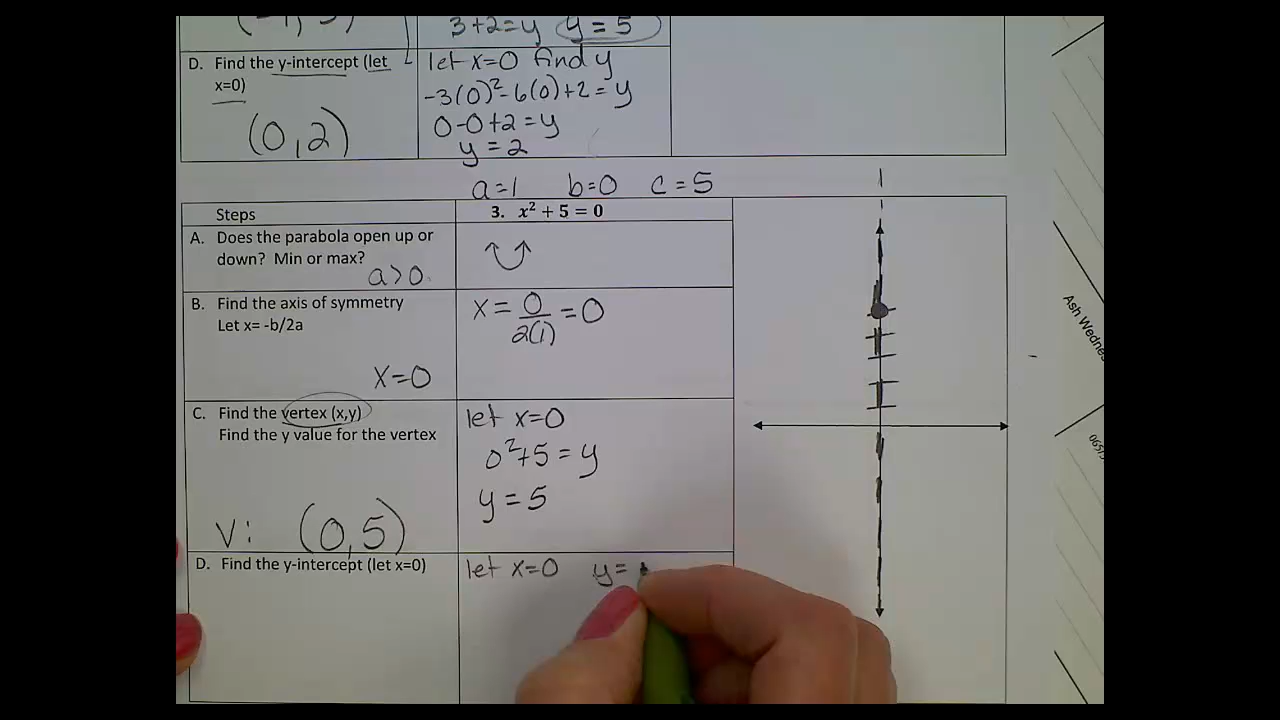 3+2=y y = 5
D. Find the y-intercept (let
x=0)
(0,2)
let x=0 find y
-3(0)²-6(0)+2=y
0-0+2=y
y=2
a=1 b=0 c=5
Steps
3. x² + 5 = 0
A. Does the parabola open up or
down? Min or max?
a>0
B. Find the axis of symmetry
Let x= -b/2a
x=0
x = 0/2(1) = 0
C. Find the vertex (x,y)
Find the y value for the vertex
V: (0,5)
let x=0
0²+5=y
y=5
D. Find the y-intercept (let x=0)
let x=0 y=